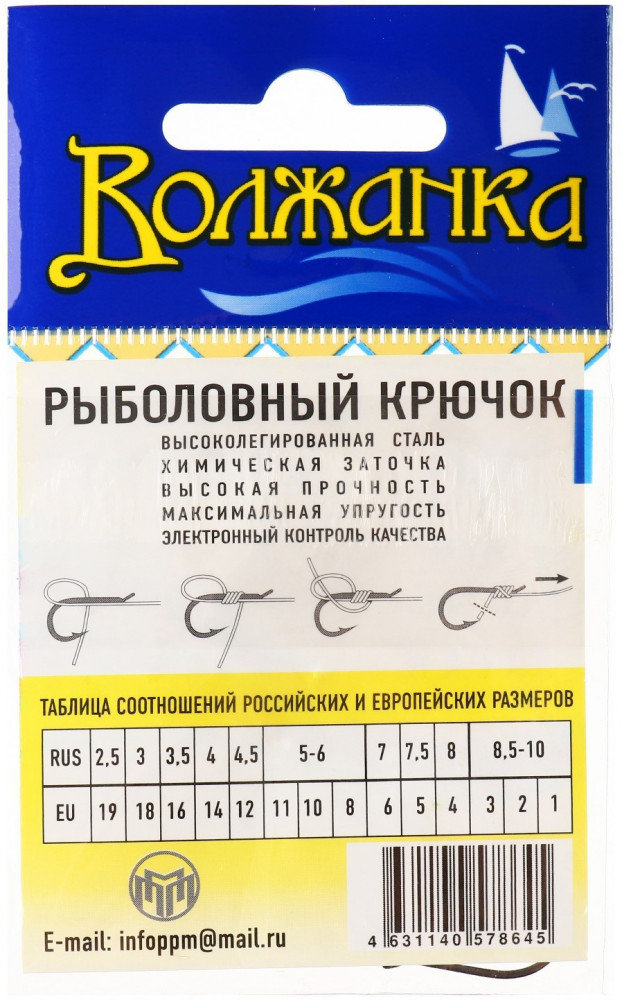 Волжанка
РЫБОЛОВНЫЙ КРЮЧОК
ВЫСОКОЛЕГИРОВАННАЯ СТАЛЬ
ХИМИЧЕСКАЯ ЗАТОЧКА
ВЫСОКАЯ ПРОЧНОСТЬ
МАКСИМАЛЬНАЯ УПРУГОСТЬ
ЭЛЕКТРОННЫЙ КОНТРОЛЬ КАЧЕСТВА
ТАБЛИЦА СООТНОШЕНИЙ РОССИЙСКИХ И ЕВРОПЕЙСКИХ РАЗМЕРОВ
RUS 2,5 3 3,5 4 4,5 5-6 7 7,5 8 8,5-10
EU 19 18 16 14 12 11 10 8 6 5 4 3 2 1
E-mail: infoppm@mail.ru
4 631140 578645